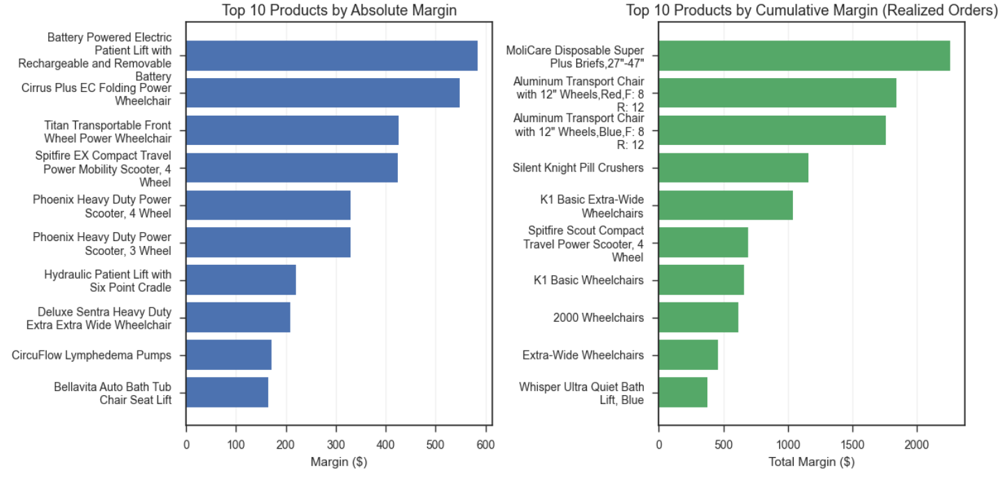 Top 10 Products by Absolute Margin
Battery Powered Electric
Patient Lift with
Rechargeable and Removable
Battery
Cirrus Plus EC Folding Power
Wheelchair
Titan Transportable Front
Wheel Power Wheelchair
Spitfire EX Compact Travel
Power Mobility Scooter, 4
Wheel
Phoenix Heavy Duty Power
Scooter, 4 Wheel
Phoenix Heavy Duty Power
Scooter, 3 Wheel
Hydraulic Patient Lift with
Six Point Cradle
Deluxe Sentra Heavy Duty
Extra Extra Wide Wheelchair
CircuFlow Lymphedema Pumps
Bellavita Auto Bath Tub
Chair Seat Lift
0 100 200 300 400 500 600
Margin ($)
Top 10 Products by Cumulative Margin (Realized Orders)
MoliCare Disposable Super
Plus Briefs,27"-47"
Aluminum Transport Chair
with 12" Wheels,Red,F: 8
R: 12
Aluminum Transport Chair
with 12" Wheels,Blue,F: 8
R: 12
Silent Knight Pill Crushers
K1 Basic Extra-Wide
Wheelchairs
Spitfire Scout Compact
Travel Power Scooter, 4
Wheel
K1 Basic Wheelchairs
2000 Wheelchairs
Extra-Wide Wheelchairs
Whisper Ultra Quiet Bath
Lift, Blue
0 500 1000 1500 2000
Total Margin ($)